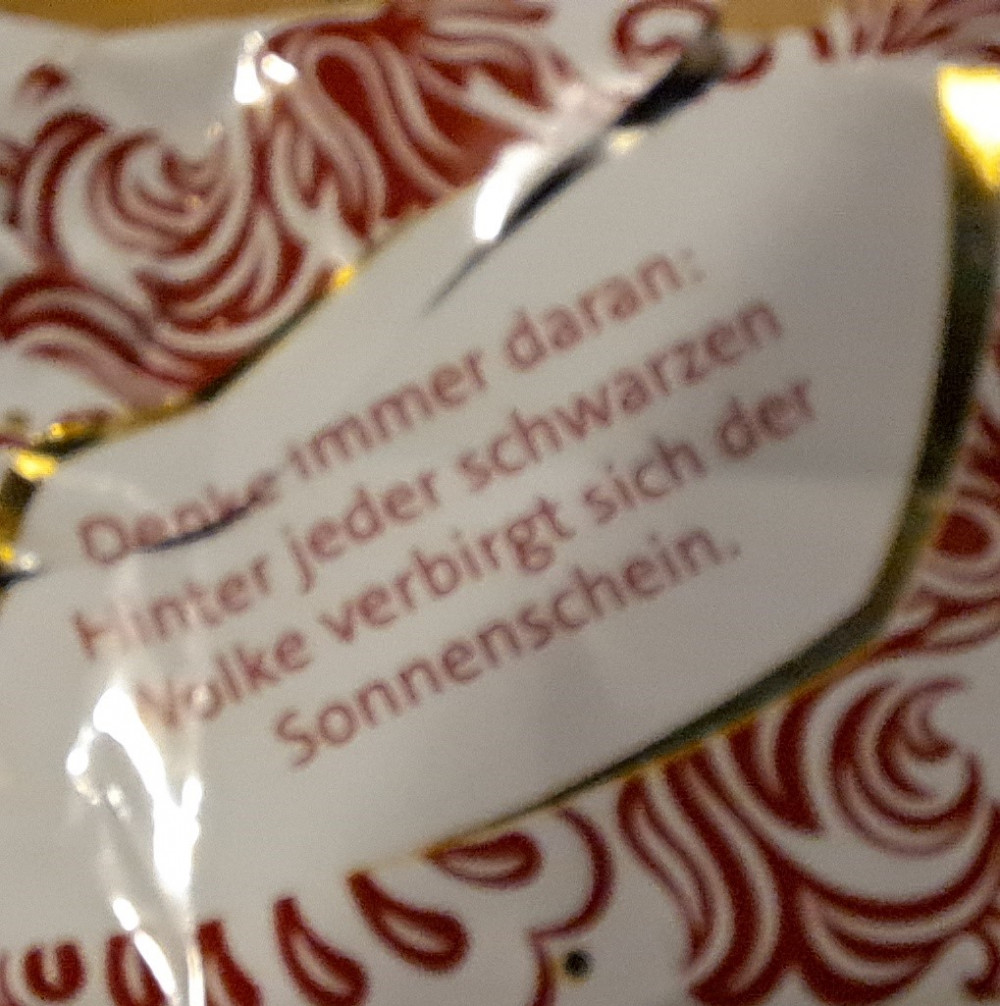 Denke immer daran:
Hinter jeder schwarzen
Wolke verbirgt sich der
Sonnenschein.